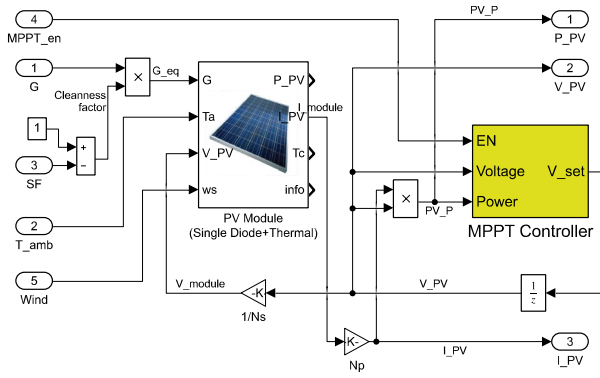 4
MPPT_en
PV_P
1
P_PV
1
G
×
G_eq
Cleanness
factor
2
V_PV
G
P_PV
I_module
Ta
I_PV
V_PV
Tc
ws
info
PV Module
(Single Diode+Thermal)
1
+
−
3
SF
EN
Voltage
V_set
Power
MPPT Controller
×
PV_P
2
T_amb
5
Wind
V_module
-K
1/Ns
V_PV
1
z
K-
Np
I_PV
3
I_PV